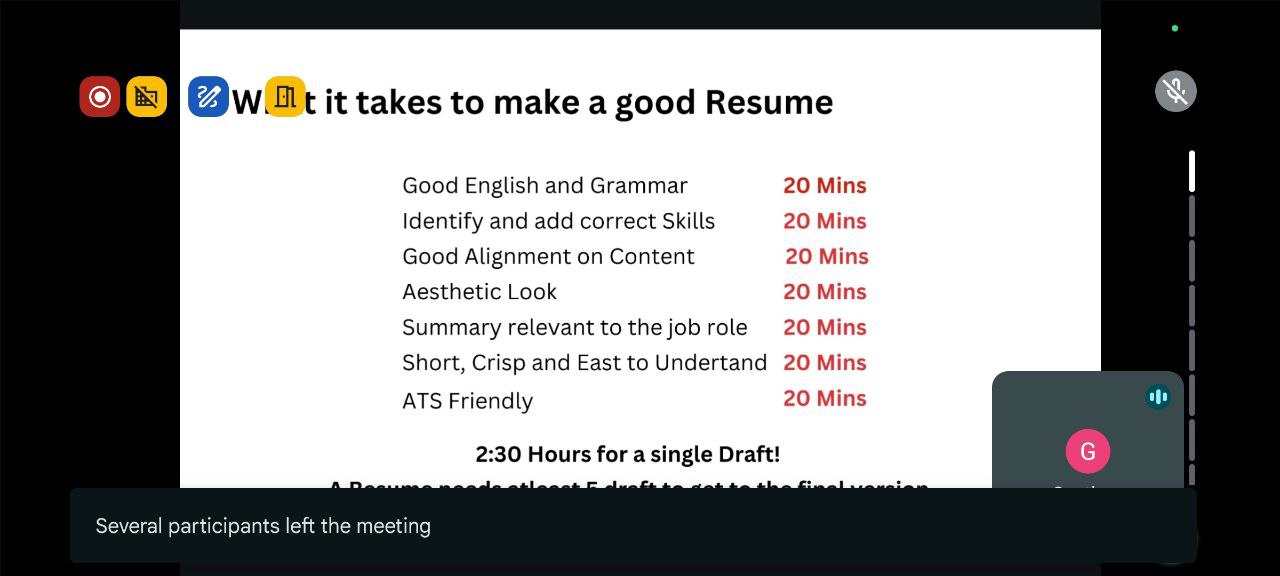 it takes to make a good Resume
Good English and Grammar 20 Mins
Identify and add correct Skills 20 Mins
Good Alignment on Content 20 Mins
Aesthetic Look 20 Mins
Summary relevant to the job role 20 Mins
Short, Crisp and East to Undertand 20 Mins
ATS Friendly 20 Mins
2:30 Hours for a single Draft!
A Resume needs atleast 5 draft to get to the final version
G
Several participants left the meeting